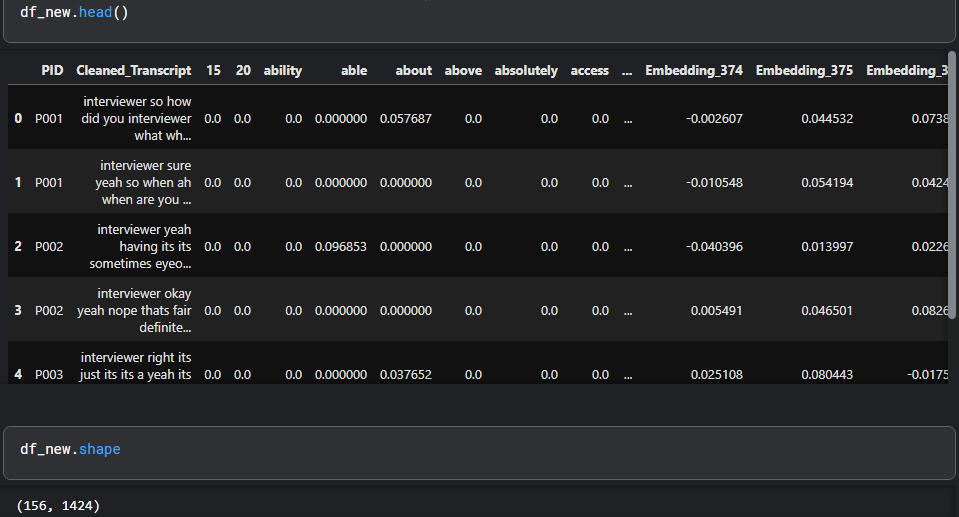 df_new.head()
PID Cleaned_Transcript 15 20 ability able about above absolutely access ... Embedding_374 Embedding_375 Embedding_3
interviewer so how
0 P001 did you interviewer 0.0 0.0 0.0 0.000000 0.057687 0.0 0.0 0.0 ... -0.002607 0.044532 0.0738
what wh...
interviewer sure
1 P001 yeah so when ah 0.0 0.0 0.0 0.000000 0.000000 0.0 0.0 0.0 ... -0.010548 0.054194 0.0424
when are you ...
interviewer yeah
2 P002 having its its 0.0 0.0 0.0 0.096853 0.000000 0.0 0.0 0.0 ... -0.040396 0.013997 0.0226
sometimes eyeo...
interviewer okay
3 P002 yeah nope thats fair 0.0 0.0 0.0 0.000000 0.000000 0.0 0.0 0.0 ... 0.005491 0.046501 0.0826
definite...
interviewer right its
4 P003 just its its a yeah its 0.0 0.0 0.0 0.000000 0.037652 0.0 0.0 0.0 ... 0.025108 0.080443 -0.0175
df_new.shape
(156, 1424)